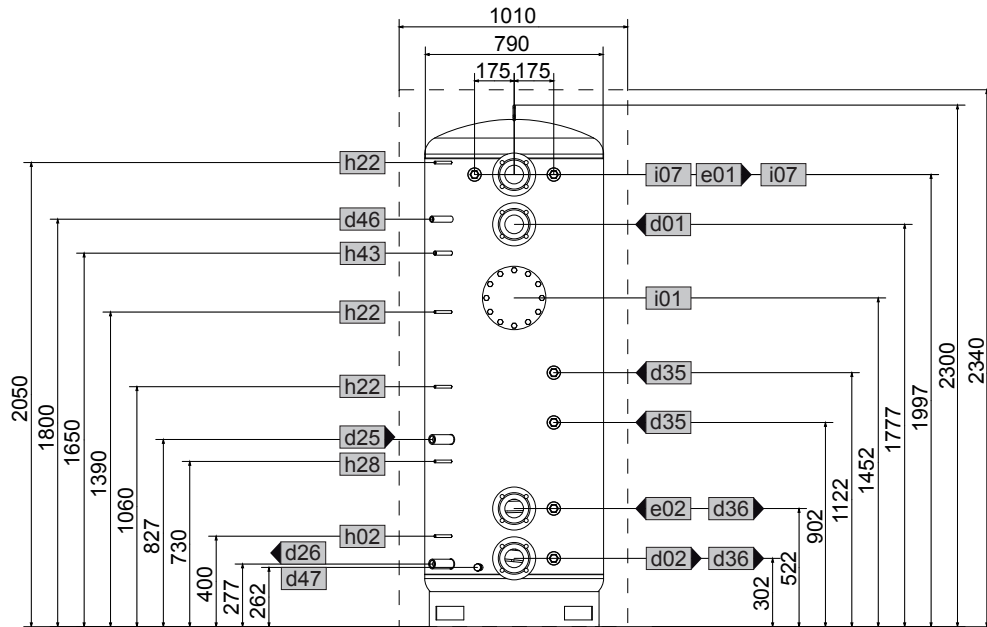 1010
790
175 175
h22
i07 e01 i07
d46
d01
h43
i01
h22
h22
d35
d25
d35
h28
e02 d36
h02
d26
d02 d36
d47
2050
1800
1650
1390
1060
827
730
400
277
262
302
522
902
1122
1452
1777
1997
2300
2340